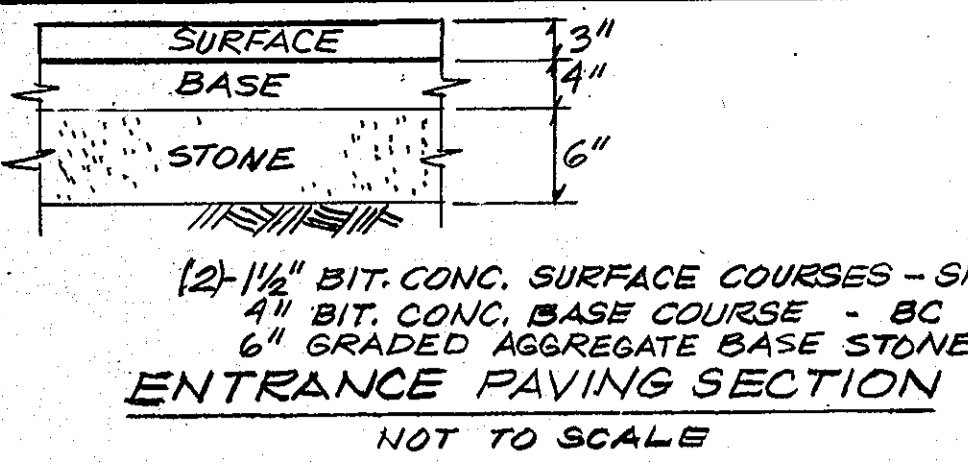 SURFACE 3"
BASE 4"
STONE 6"
(2)-1½" BIT. CONC. SURFACE COURSES -
4" BIT. CONC. BASE COURSE - BC
6" GRADED AGGREGATE BASE STONE
ENTRANCE PAVING SECTION
NOT TO SCALE